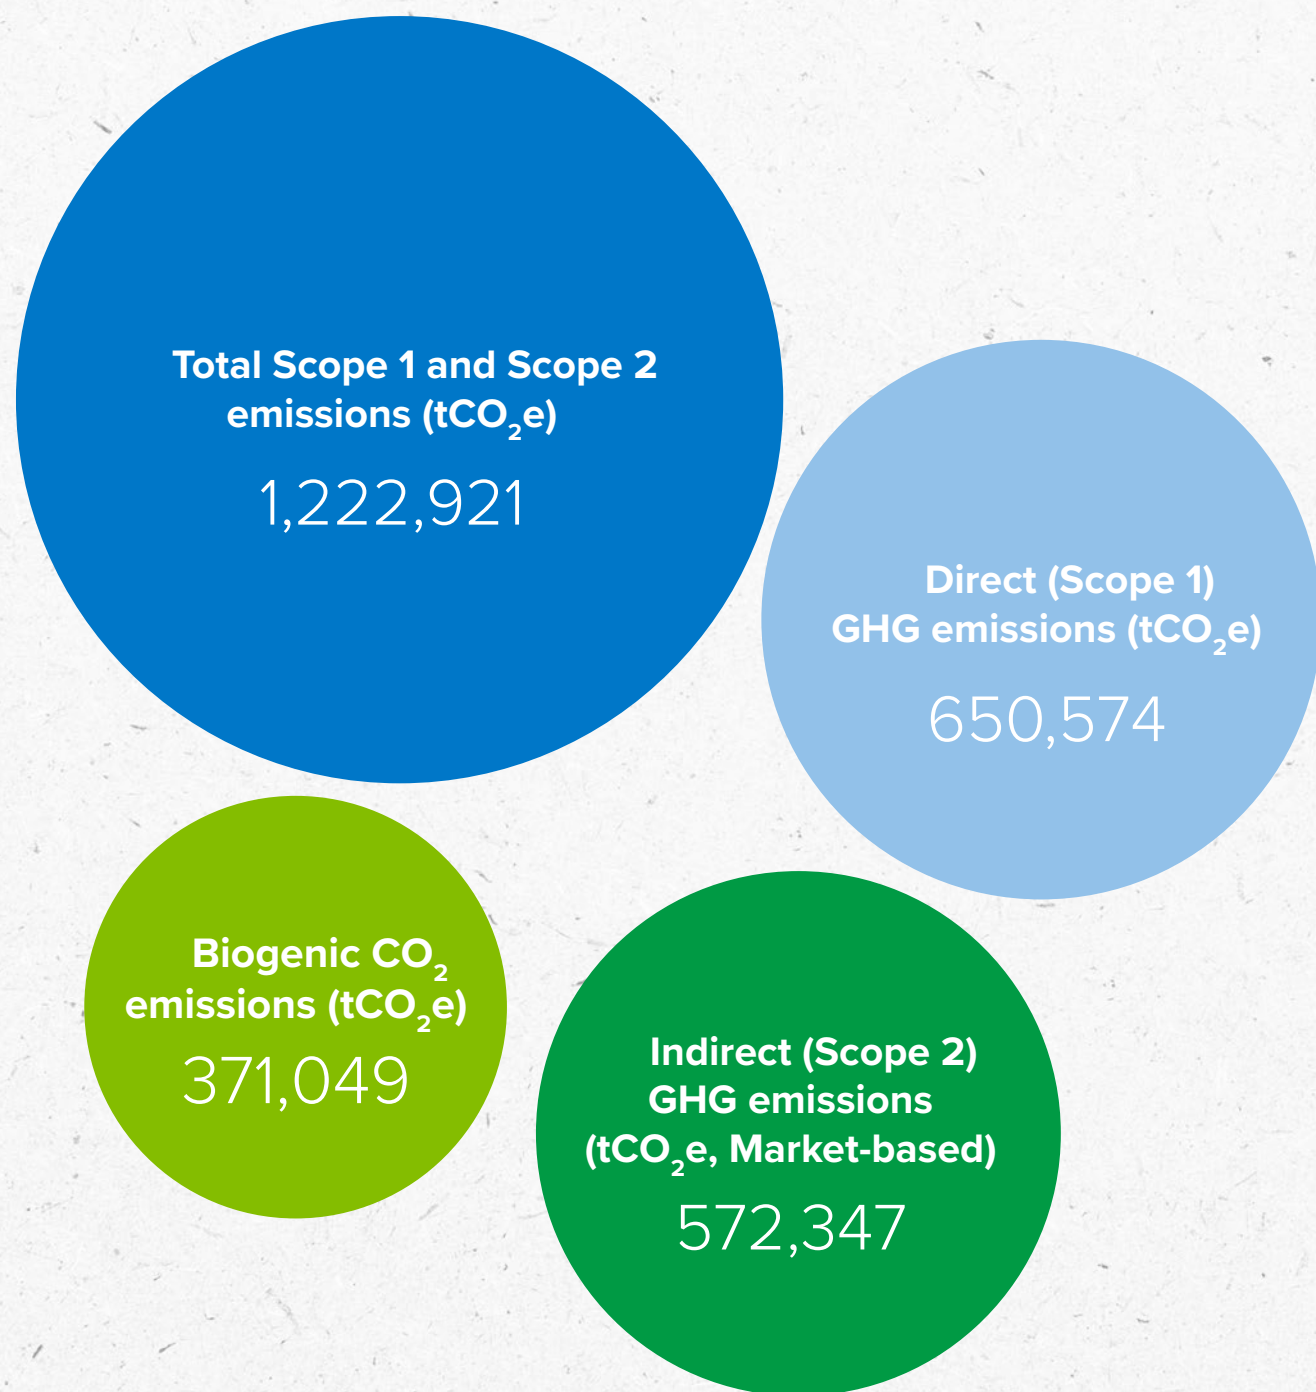 Total Scope 1 and Scope 2
emissions (tCO₂e)
1,222,921
Direct (Scope 1)
GHG emissions (tCO₂e)
650,574
Biogenic CO₂
emissions (tCO₂e)
371,049
Indirect (Scope 2)
GHG emissions
(tCO₂e, Market-based)
572,347